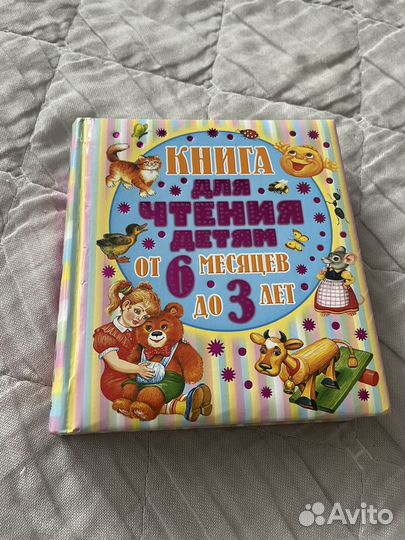 КНИГА
ДЛЯ
ЧТЕНИЯ
ДЕТЯМ
ОТ 6 МЕСЯЦЕВ
ДО 3 ЛЕТ
Avito